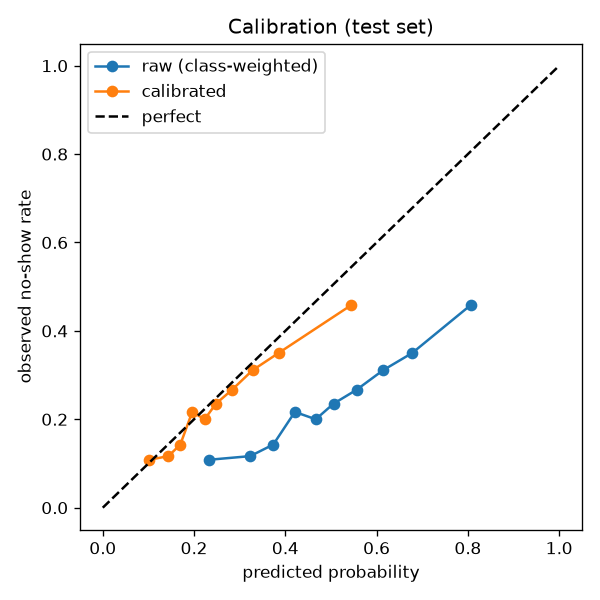 Calibration (test set)
raw (class-weighted)
calibrated
perfect
observed no-show rate
1.0
0.8
0.6
0.4
0.2
0.0
0.0 0.2 0.4 0.6 0.8 1.0
predicted probability